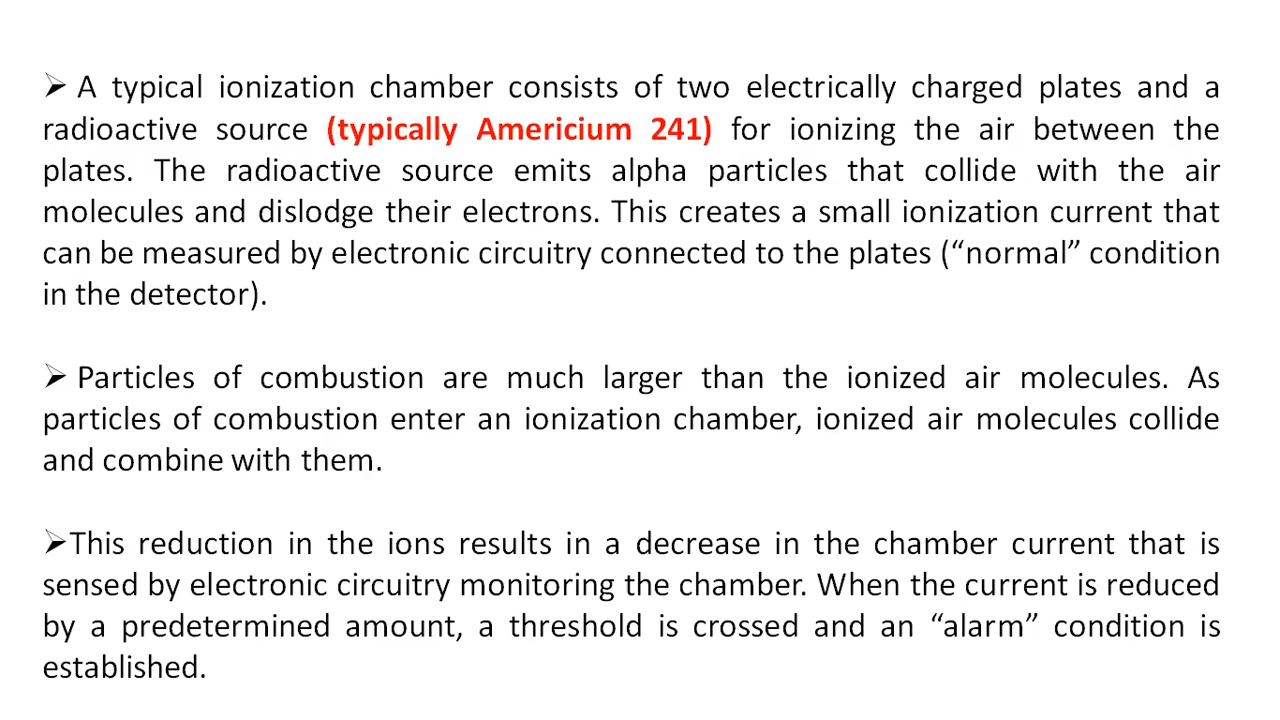 ➢ A typical ionization chamber consists of two electrically charged plates and a
radioactive source (typically Americium 241) for ionizing the air between the
plates. The radioactive source emits alpha particles that collide with the air
molecules and dislodge their electrons. This creates a small ionization current that
can be measured by electronic circuitry connected to the plates (“normal” condition
in the detector).
➢ Particles of combustion are much larger than the ionized air molecules. As
particles of combustion enter an ionization chamber, ionized air molecules collide
and combine with them.
➢This reduction in the ions results in a decrease in the chamber current that is
sensed by electronic circuitry monitoring the chamber. When the current is reduced
by a predetermined amount, a threshold is crossed and an “alarm” condition is
established.